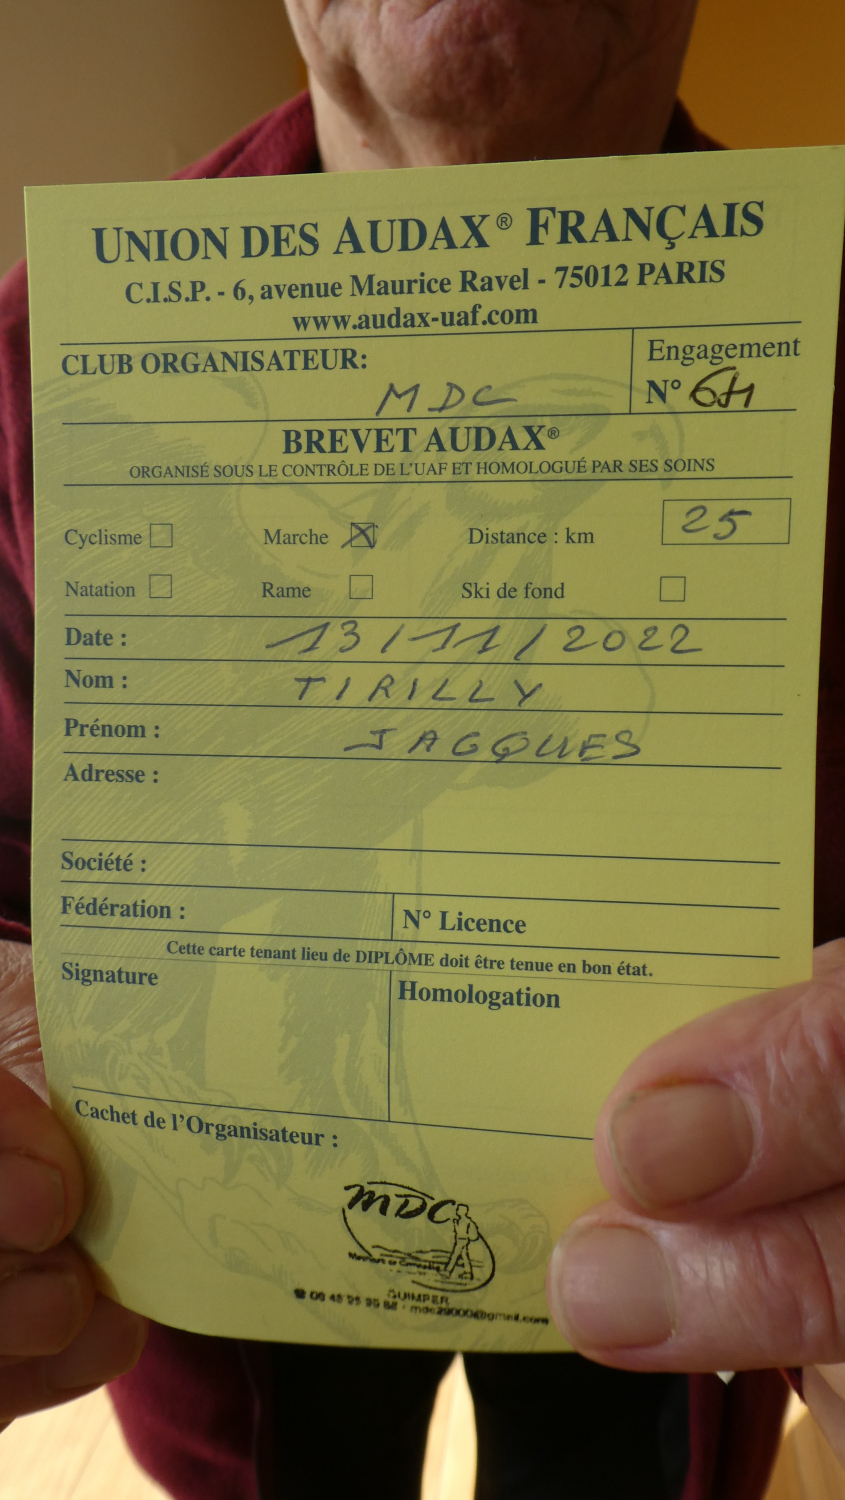 UNION DES AUDAX® FRANÇAIS
C.I.S.P. - 6, avenue Maurice Ravel - 75012 PARIS
www.audax-uaf.com
CLUB ORGANISATEUR: MDC
Engagement
N°
BREVET AUDAX®
ORGANISÉ SOUS LE CONTRÔLE DE L'UAF ET HOMOLOGUÉ PAR SES SOINS
Cyclisme Marche Distance : km 25
Natation Rame Ski de fond
Date : 13/11/2022
Nom : TIRILLY
Prénom : JACQUES
Adresse :
Société :
Fédération : N° Licence
Cette carte tenant lieu de DIPLÔME doit être tenue en bon état.
Signature Homologation
Cachet de l'Organisateur :
MDC
QUIMPER
mdc29000@gmail.com